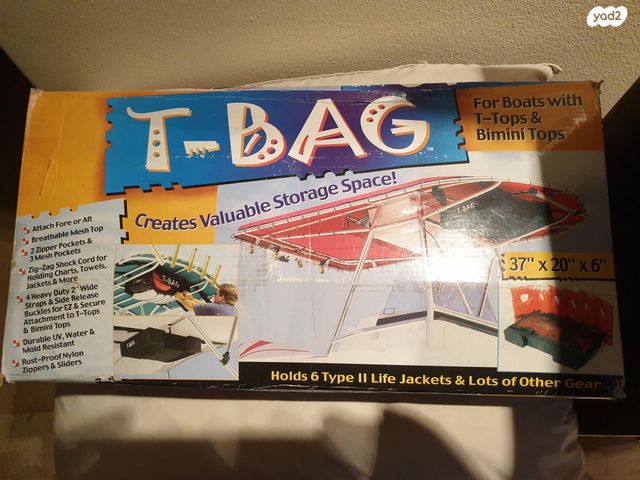 yad2
T-BAG™
For Boats with
T-Tops &
Bimini Tops
Creates Valuable Storage Space!
Attach Fore or Aft
Breathable Mesh Top
2 Zipper Pockets &
3 Mesh Pockets
Zig-Zag Shock Cord for
Holding Charts, Towels,
Jackets & More
4 Heavy Duty 2" Wide
Straps & Side Release
Buckles for EZ & Secure
Attachment to T-Tops
& Bimini Tops
Durable UV, Water &
Mold Resistant
Rust-Proof Nylon
Zippers & Sliders
T-BAG
T-BAG
37" x 20" x 6"
Holds 6 Type II Life Jackets & Lots of Other Gear